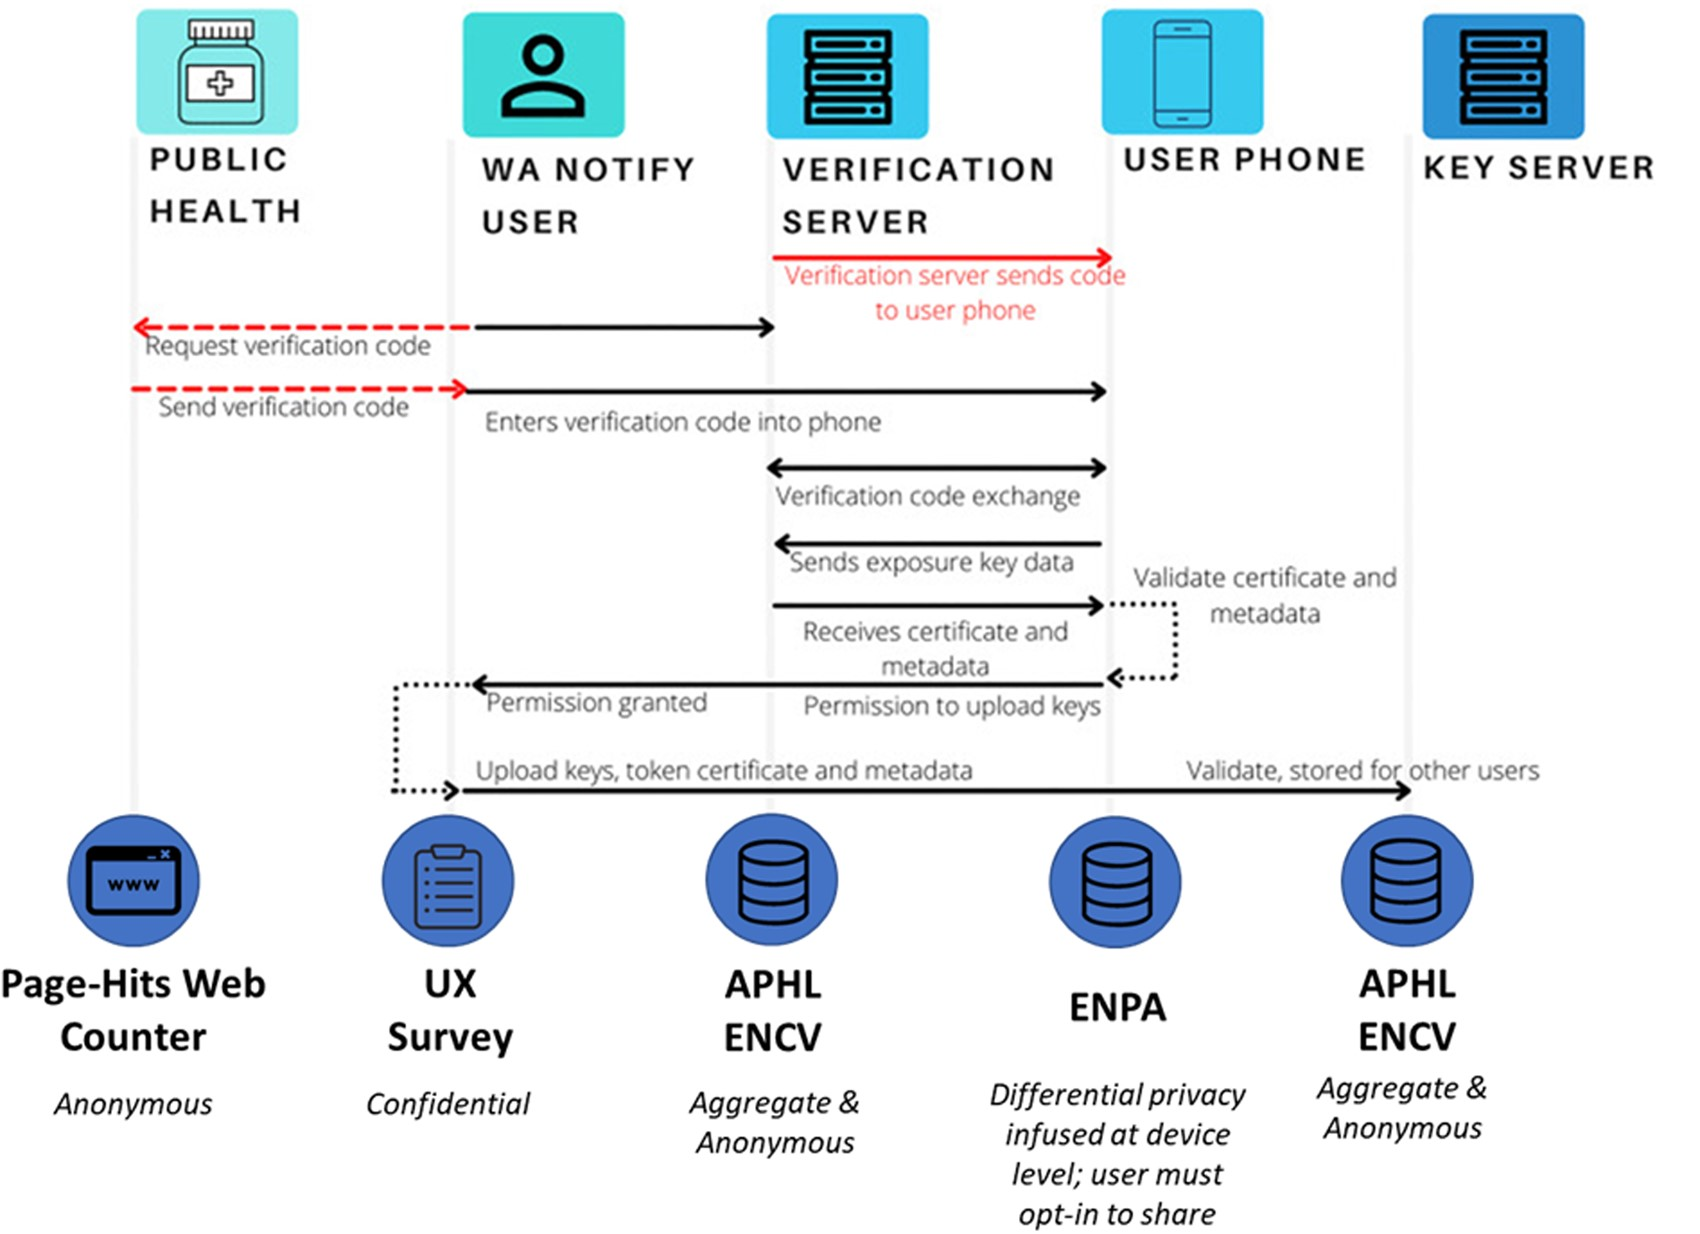 PUBLIC
HEALTH
WA NOTIFY
USER
VERIFICATION
SERVER
USER PHONE
KEY SERVER
Verification server sends code
to user phone
Request verification code
Send verification code
Enters verification code into phone
Verification code exchange
Sends exposure key data
Validate certificate and
metadata
Receives certificate and
metadata
Permission granted
Permission to upload keys
Upload keys, token certificate and metadata
Validate, stored for other users
www
Page-Hits Web
Counter
Anonymous
UX
Survey
Confidential
APHL
ENCV
Aggregate &
Anonymous
ENPA
Differential privacy
infused at device
level; user must
opt-in to share
APHL
ENCV
Aggregate &
Anonymous